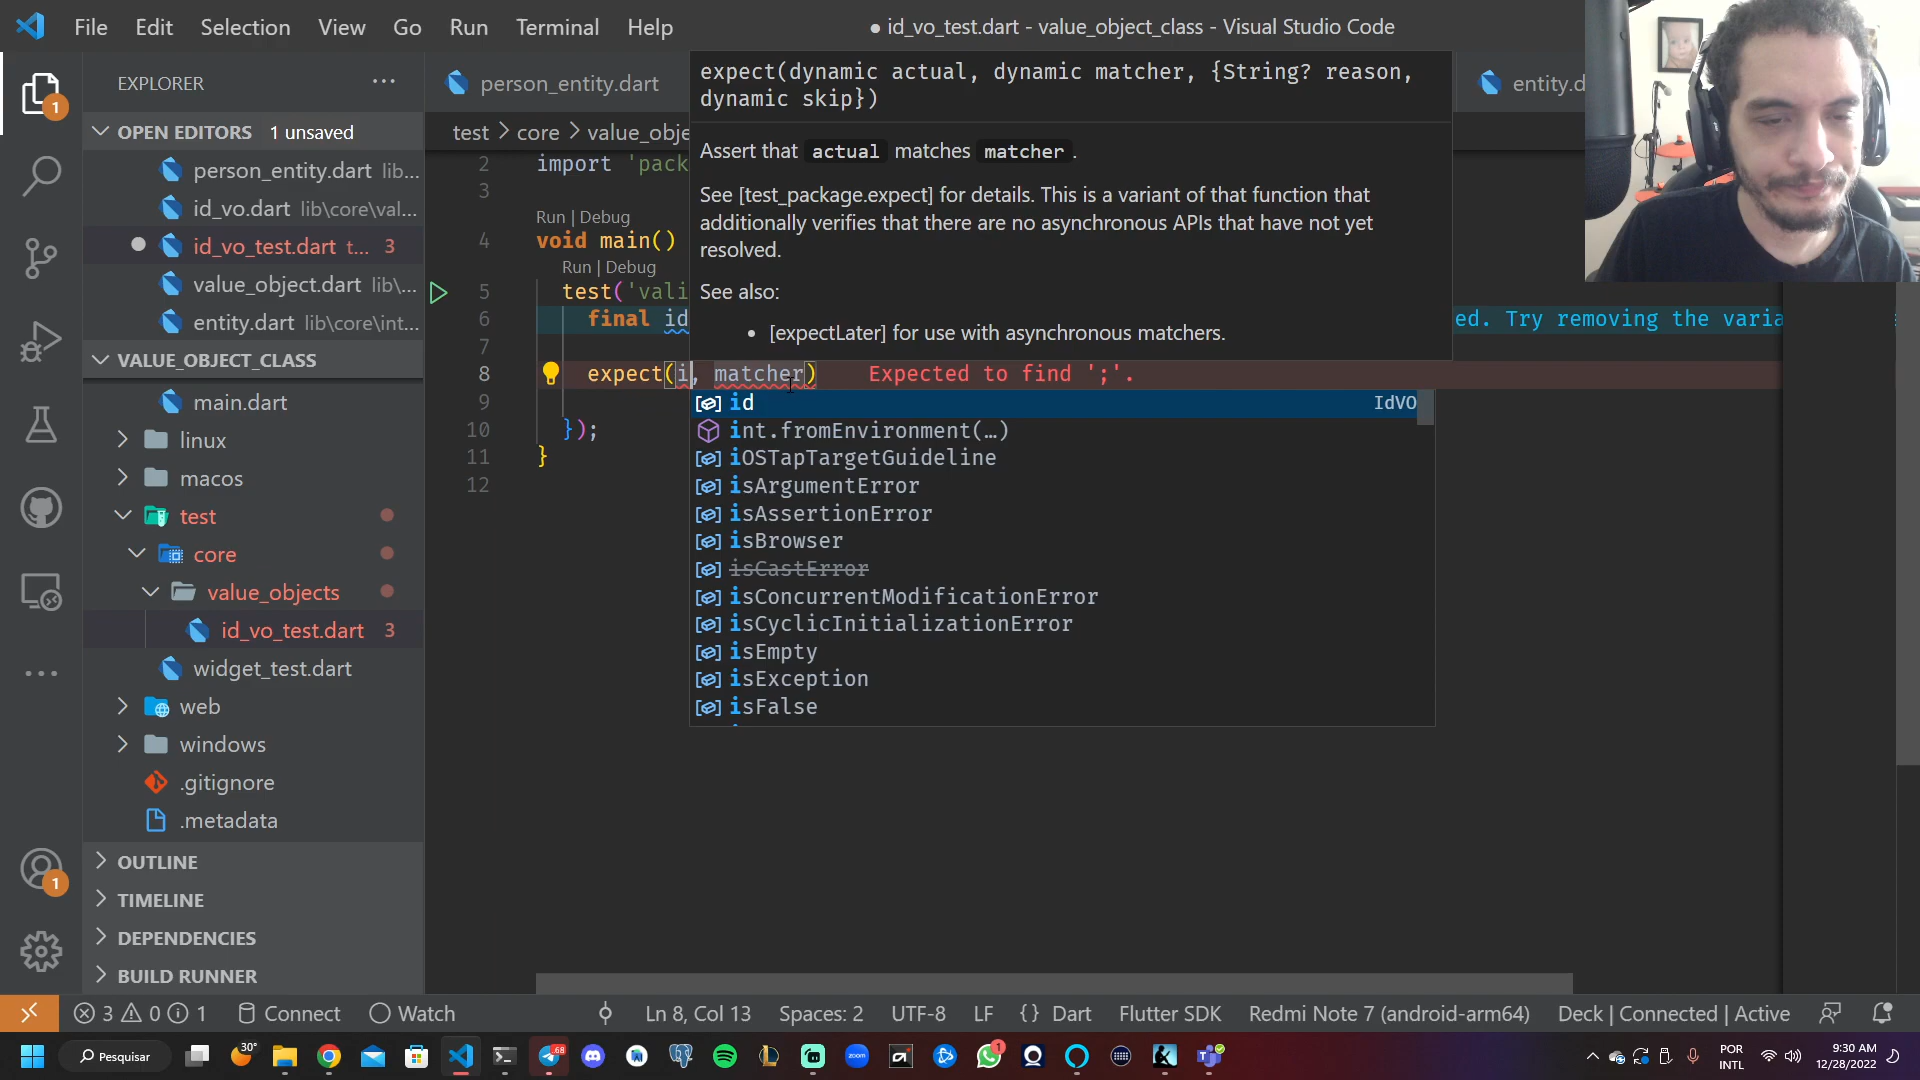 File Edit Selection View Go Run Terminal Help
● id_vo_test.dart - value_object_class - Visual Studio Code
EXPLORER
OPEN EDITORS 1 unsaved
person_entity.dart lib...
id_vo.dart lib\core\val...
id_vo_test.dart t... 3
value_object.dart lib\...
entity.dart lib\core\int...
VALUE_OBJECT_CLASS
main.dart
linux
macos
test
core
value_objects
id_vo_test.dart 3
widget_test.dart
web
windows
.gitignore
.metadata
OUTLINE
TIMELINE
DEPENDENCIES
BUILD RUNNER
1
1
person_entity.dart
entity.d
test > core > value_obje
2 import 'pack
3
Run | Debug
4 void main()
Run | Debug
5 test('vali
6 final id
ed. Try removing the varia
7
8 expect(i, matcher) Expected to find ';'.
9
10 });
11 }
12
expect(dynamic actual, dynamic matcher, {String? reason,
dynamic skip})
Assert that actual matches matcher.
See [test_package.expect] for details. This is a variant of that function that
additionally verifies that there are no asynchronous APIs that have not yet
resolved.
See also:
• [expectLater] for use with asynchronous matchers.
id IdVO
int.fromEnvironment(…)
iOSTapTargetGuideline
isArgumentError
isAssertionError
isBrowser
isCastError
isConcurrentModificationError
isCyclicInitializationError
isEmpty
isException
isFalse
3 0 1 Connect Watch Ln 8, Col 13 Spaces: 2 UTF-8 LF {} Dart Flutter SDK Redmi Note 7 (android-arm64) Deck | Connected | Active
Pesquisar 30° .68 zoom 1 POR 9:30 AM
INTL 12/28/2022